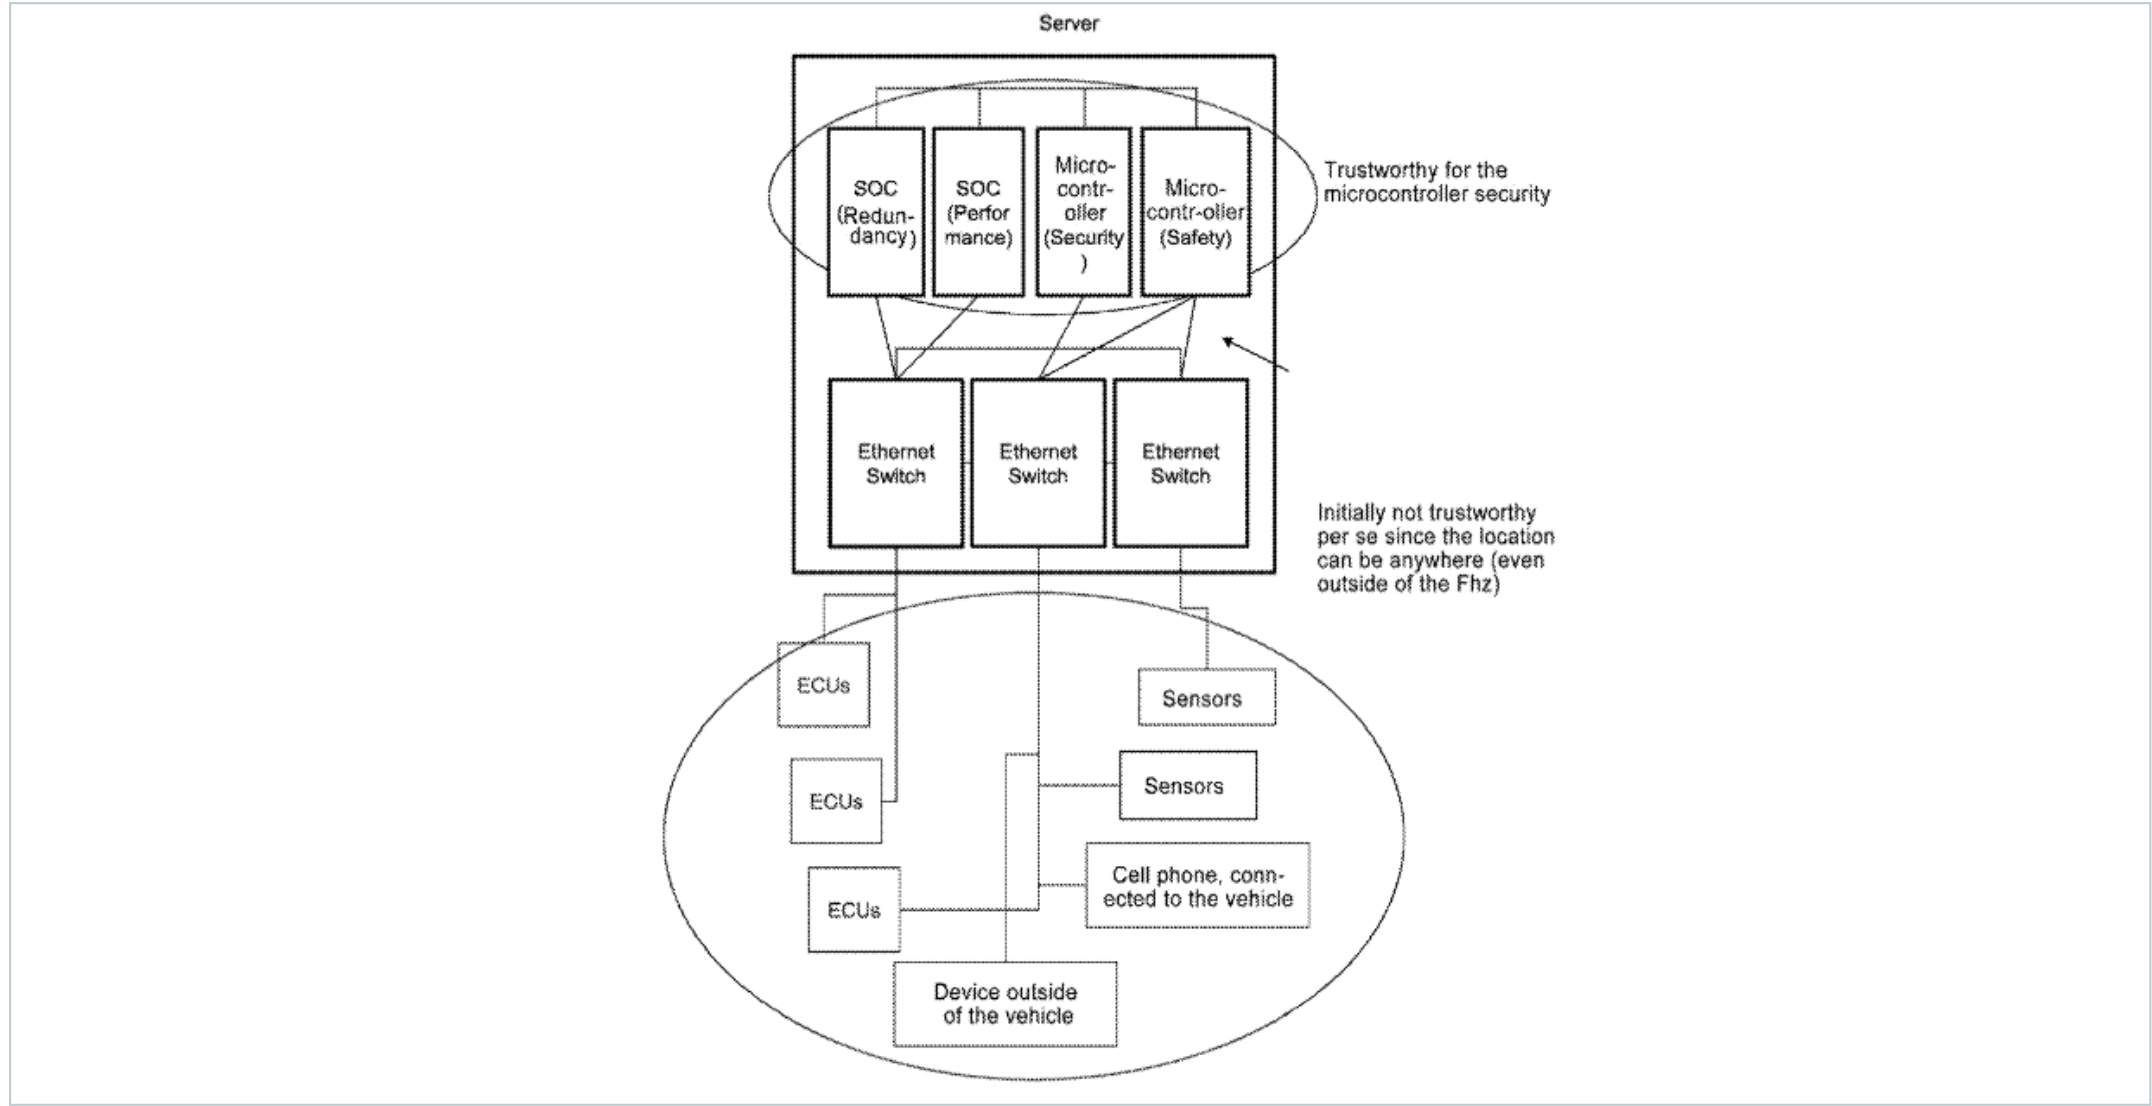 Server
SOC
(Redun-
dancy)
SOC
(Perfor
mance)
Micro-
contr-
oller
(Security
)
Micro-
contr-oller
(Safety)
Trustworthy for the
microcontroller security
Ethernet
Switch
Ethernet
Switch
Ethernet
Switch
Initially not trustworthy
per se since the location
can be anywhere (even
outside of the Fhz)
ECUs
Sensors
ECUs
Sensors
ECUs
Cell phone, conn-
ected to the vehicle
Device outside
of the vehicle